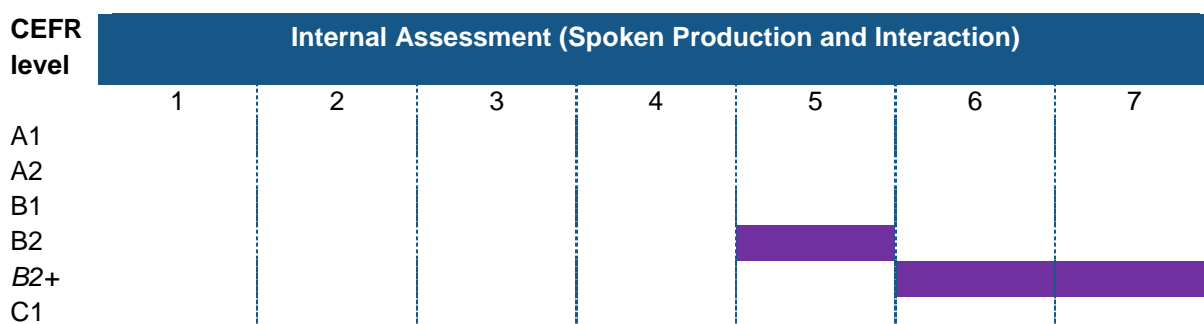 CEFR level
Internal Assessment (Spoken Production and Interaction)
1 2 3 4 5 6 7
A1
A2
B1
B2
B2+
C1